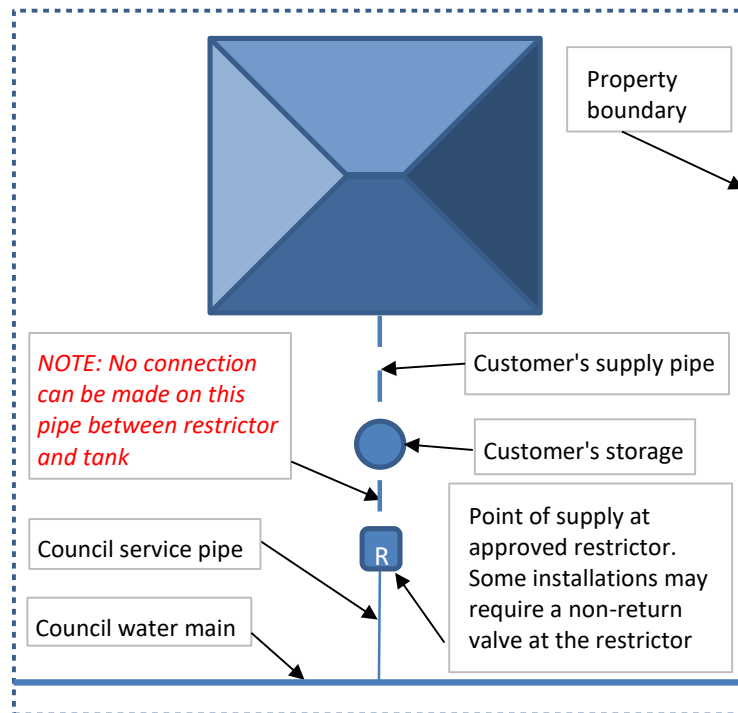 Property
boundary
NOTE: No connection
can be made on this
pipe between restrictor
and tank
Customer's supply pipe
Customer's storage
Council service pipe
R
Point of supply at
approved restrictor.
Some installations may
require a non-return
valve at the restrictor
Council water main